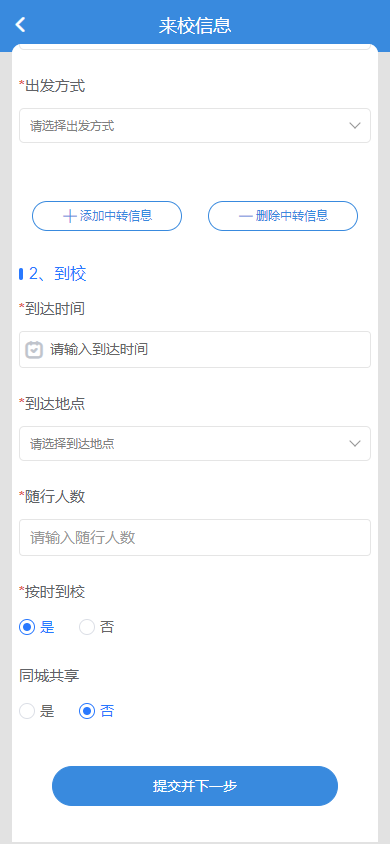 来校信息
*出发方式
请选择出发方式
添加中转信息 删除中转信息
2、到校
*到达时间
请输入到达时间
*到达地点
请选择到达地点
*随行人数
请输入随行人数
*按时到校
是 否
同城共享
是 否
提交并下一步